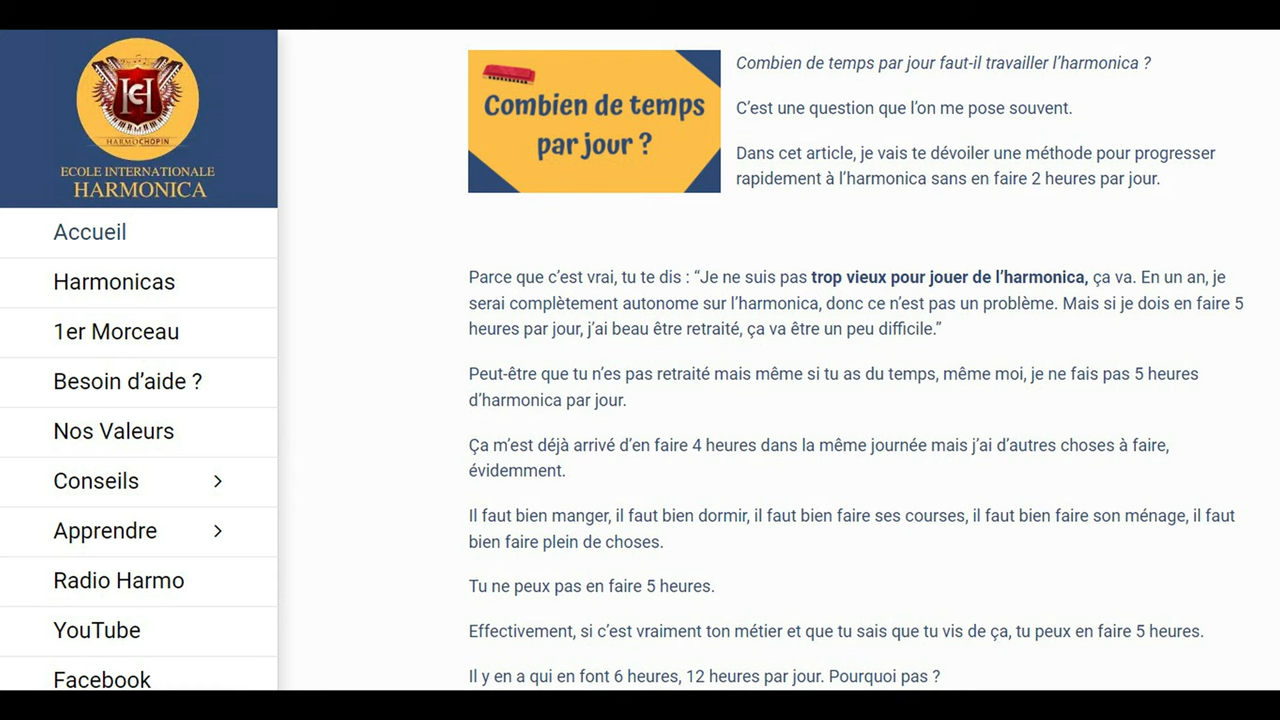 HC
HARMOCHOPIN
ECOLE INTERNATIONALE
HARMONICA
Accueil
Harmonicas
1er Morceau
Besoin d’aide ?
Nos Valeurs
Conseils
Apprendre
Radio Harmo
YouTube
Facebook
Combien de temps
par jour ?
Combien de temps par jour faut-il travailler l’harmonica ?
C’est une question que l’on me pose souvent.
Dans cet article, je vais te dévoiler une méthode pour progresser
rapidement à l’harmonica sans en faire 2 heures par jour.
Parce que c’est vrai, tu te dis : “Je ne suis pas trop vieux pour jouer de l’harmonica, ça va. En un an, je
serai complètement autonome sur l’harmonica, donc ce n’est pas un problème. Mais si je dois en faire 5
heures par jour, j’ai beau être retraité, ça va être un peu difficile.”
Peut-être que tu n’es pas retraité mais même si tu as du temps, même moi, je ne fais pas 5 heures
d’harmonica par jour.
Ça m’est déjà arrivé d’en faire 4 heures dans la même journée mais j’ai d’autres choses à faire,
évidemment.
Il faut bien manger, il faut bien dormir, il faut bien faire ses courses, il faut bien faire son ménage, il faut
bien faire plein de choses.
Tu ne peux pas en faire 5 heures.
Effectivement, si c’est vraiment ton métier et que tu sais que tu vis de ça, tu peux en faire 5 heures.
Il y en a qui en font 6 heures, 12 heures par jour. Pourquoi pas ?